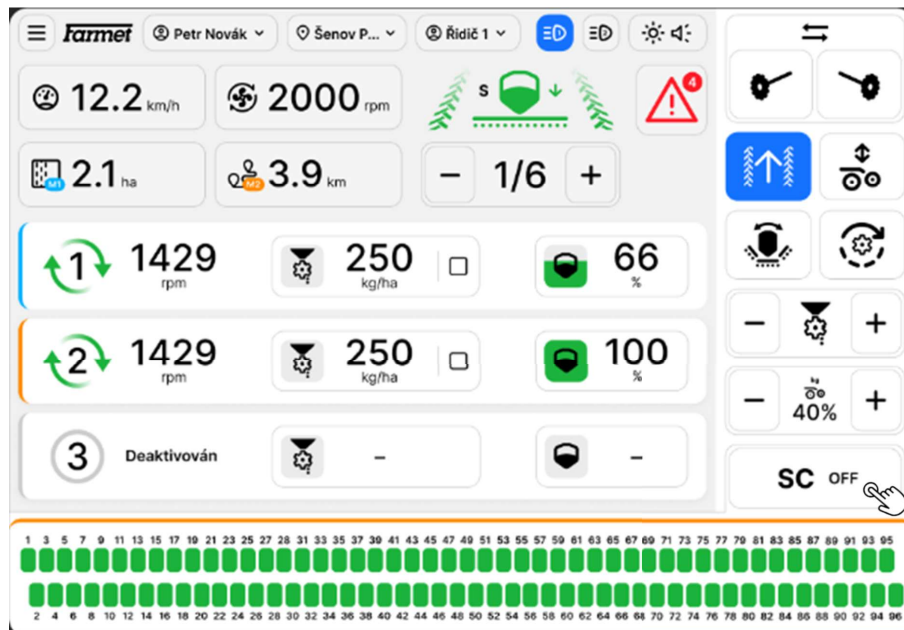 Farmet
Petr Novák
Šenov P...
Řidič 1
12.2 km/h
2000 rpm
S
4
2.1 ha
M1
3.9 km
M2
− 1/6 +
1
1429
rpm
250
kg/ha
66
%
2
1429
rpm
250
kg/ha
100
%
3
Deaktivován
–
–
− +
kg
− 40% +
SC OFF
1 3 5 7 9 11 13 15 17 19 21 23 25 27 28 31 33 35 37 39 41 43 45 47 49 51 53 55 57 59 61 63 65 67 69 71 73 75 77 79 81 83 85 87 89 91 93 95
2 4 6 8 10 12 14 16 18 20 22 24 26 28 30 32 34 36 38 40 42 44 46 48 50 52 54 56 58 60 62 64 66 68 70 72 74 76 78 80 82 84 86 88 90 92 94 96